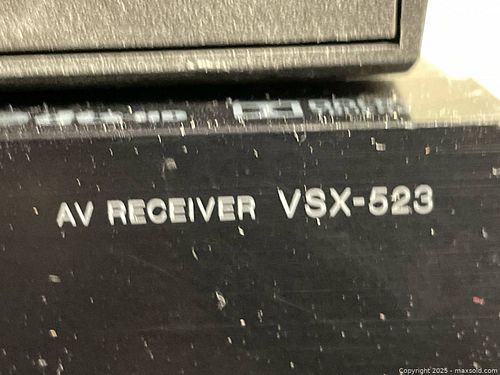 AV RECEIVER VSX-523
Copyright 2025 - maxsold.com